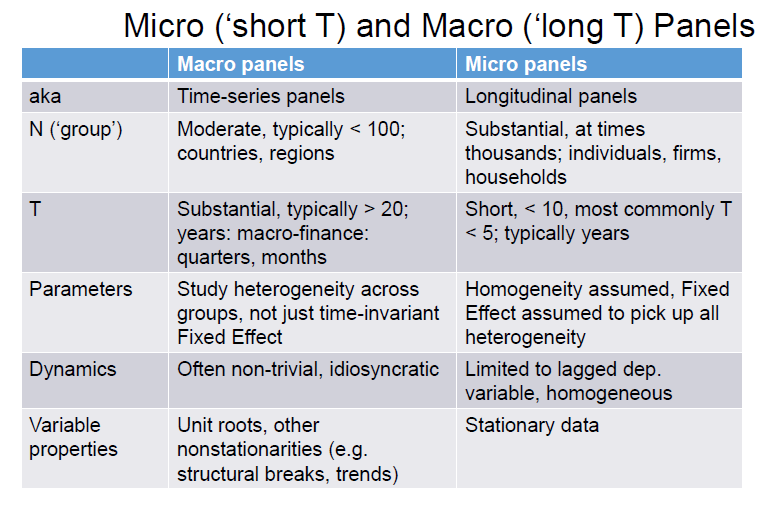 Micro (‘short T) and Macro (‘long T) Panels
Macro panels
Micro panels
aka
Time-series panels
Longitudinal panels
N (‘group’)
Moderate, typically < 100;
countries, regions
Substantial, at times
thousands; individuals, firms,
households
T
Substantial, typically > 20;
years: macro-finance:
quarters, months
Short, < 10, most commonly T
< 5; typically years
Parameters
Study heterogeneity across
groups, not just time-invariant
Fixed Effect
Homogeneity assumed, Fixed
Effect assumed to pick up all
heterogeneity
Dynamics
Often non-trivial, idiosyncratic
Limited to lagged dep.
variable, homogeneous
Variable
properties
Unit roots, other
nonstationarities (e.g.
structural breaks, trends)
Stationary data